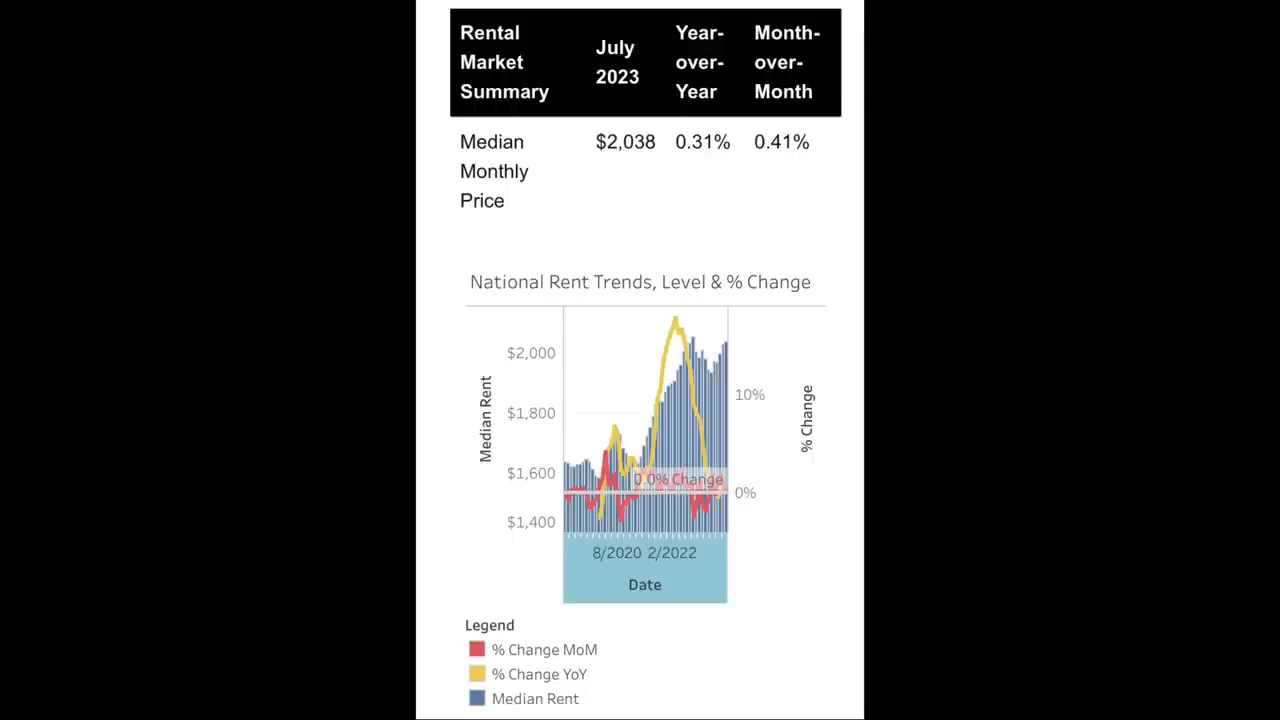 Rental Market Summary
July 2023
Year-over-Year
Month-over-Month
Median Monthly Price
$2,038
0.31%
0.41%
National Rent Trends, Level & % Change
Median Rent
$2,000
$1,800
$1,600
$1,400
10%
0%
% Change
0.0% Change
8/2020 2/2022
Date
Legend
% Change MoM
% Change YoY
Median Rent